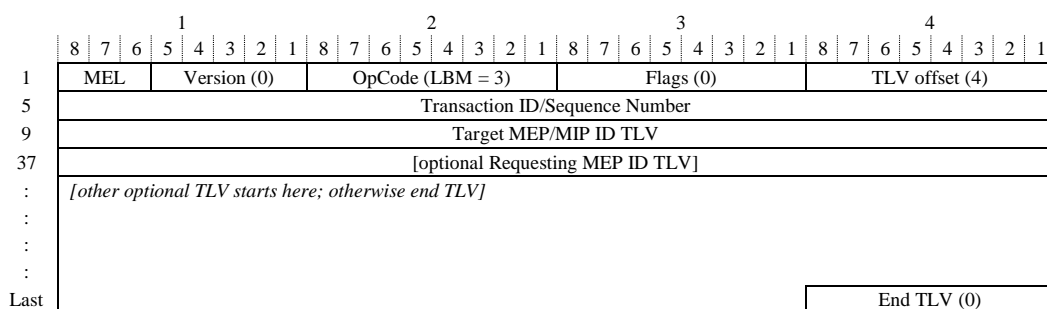 1 2 3 4
8 7 6 5 4 3 2 1 8 7 6 5 4 3 2 1 8 7 6 5 4 3 2 1 8 7 6 5 4 3 2 1
1 MEL Version (0) OpCode (LBM = 3) Flags (0) TLV offset (4)
5 Transaction ID/Sequence Number
9 Target MEP/MIP ID TLV
37 [optional Requesting MEP ID TLV]
: [other optional TLV starts here; otherwise end TLV]
:
:
:
Last End TLV (0)